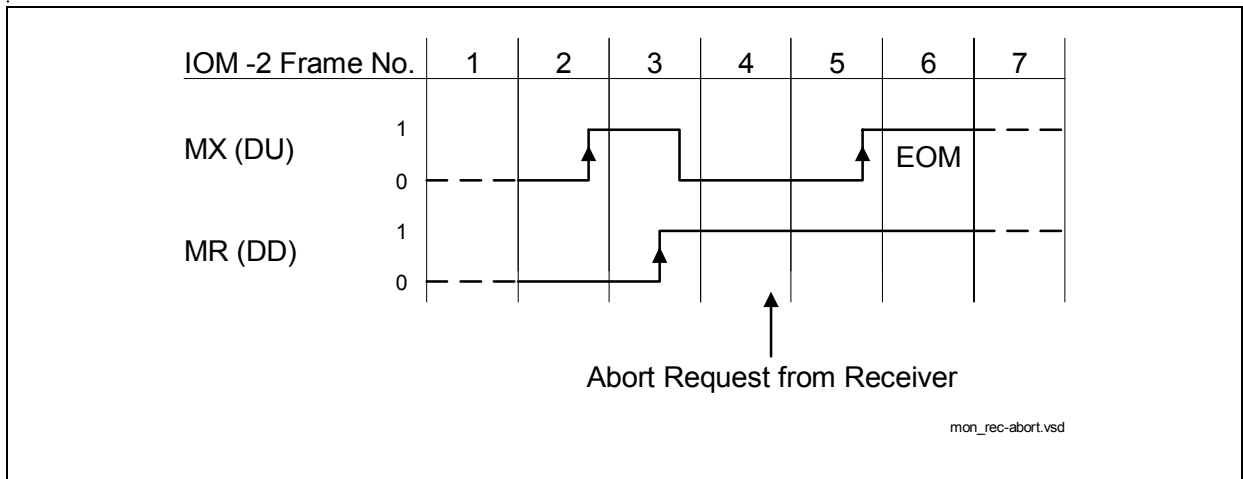 IOM -2 Frame No. 1 2 3 4 5 6 7
1
MX (DU)
0
EOM
1
MR (DD)
0
Abort Request from Receiver
mon_rec-abort.vsd